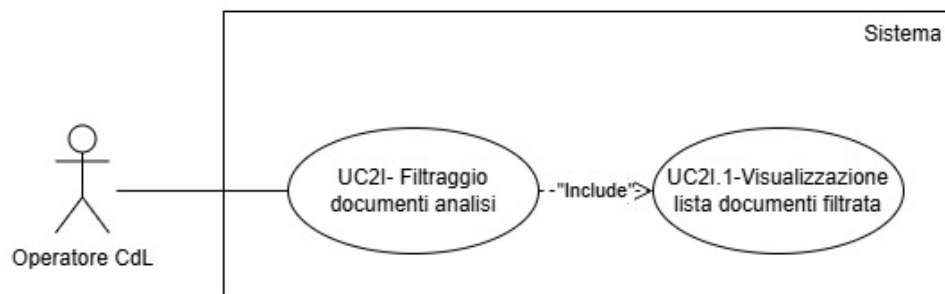 Sistema
UC2I- Filtraggio
documenti analisi
"Include"
UC2I.1-Visualizzazione
lista documenti filtrata
Operatore CdL